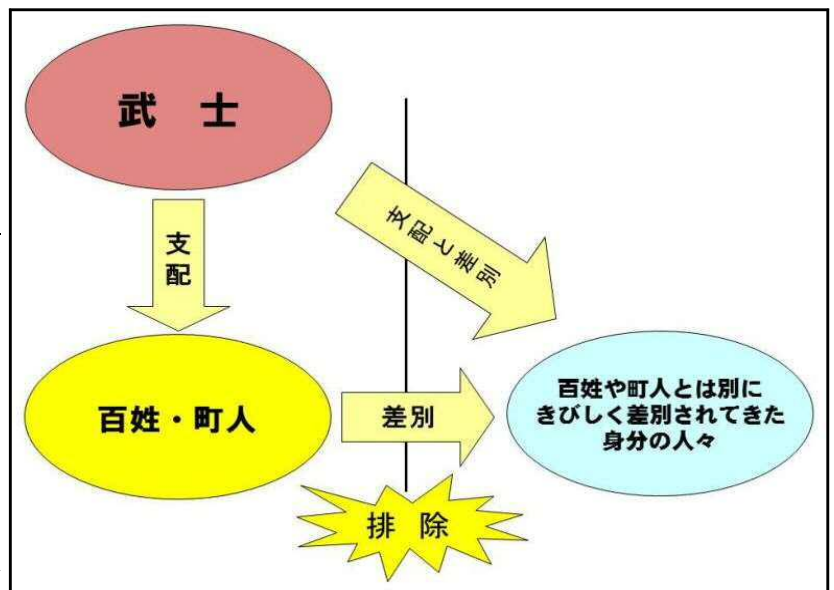 武 士
支配と差別
支
配
百姓・町人
差別
百姓や町人とは別に
きびしく差別されてきた
身分の人々
排 除